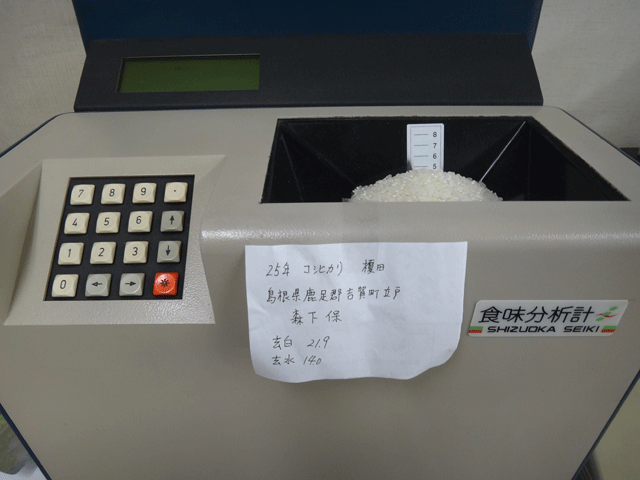 8
7
6
5
7 8 9 ·
4 5 6 ↑
1 2 3 ↓
0 ← → *
25年 コシヒカリ 榎田
島根県鹿足郡吉賀町立戸
森下保
玄白 21.9
玄水 14.0
食味分析計
SHIZUOKA SEIKI